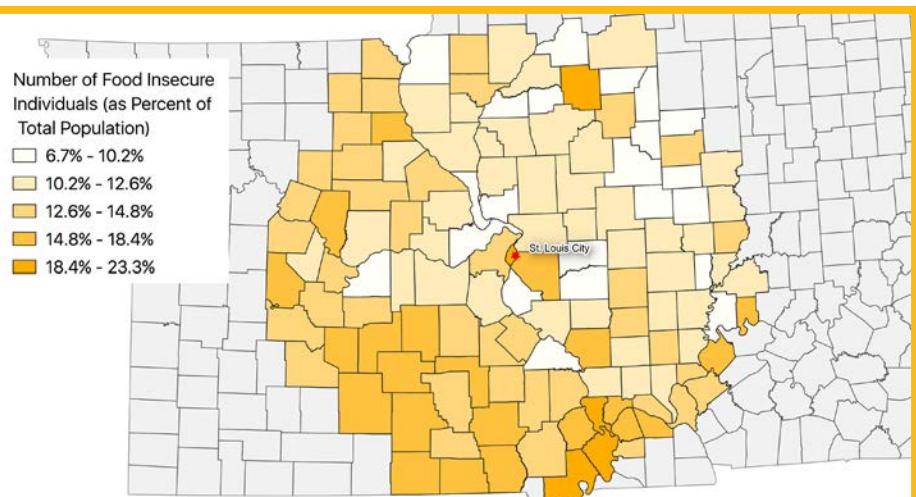 Number of Food Insecure
Individuals (as Percent of
Total Population)
6.7% - 10.2%
10.2% - 12.6%
12.6% - 14.8%
14.8% - 18.4%
18.4% - 23.3%
St. Louis City